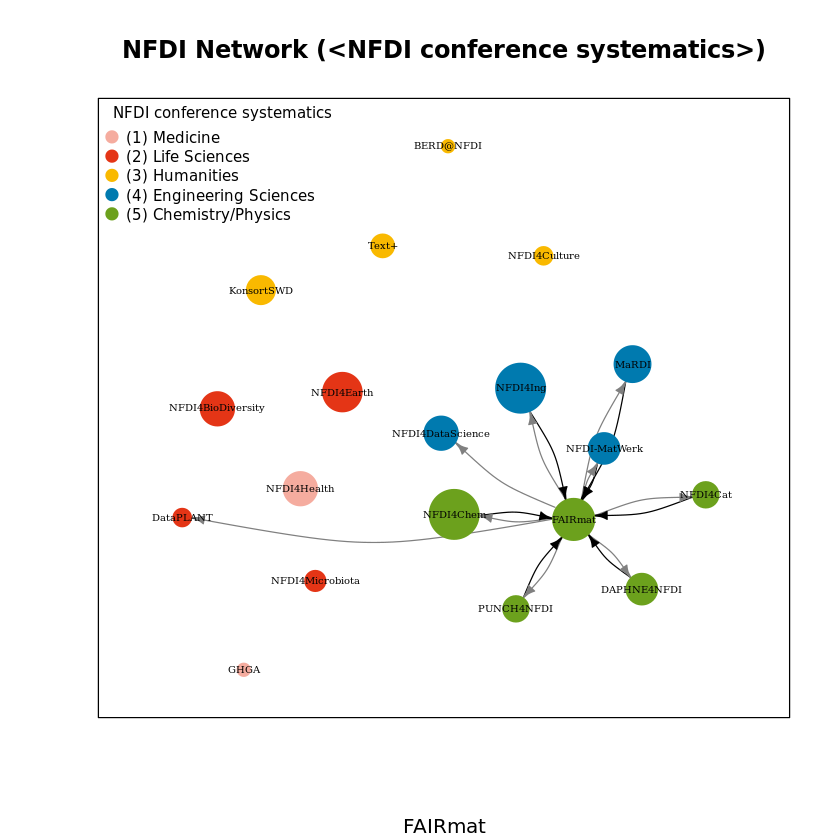 NFDI Network (<NFDI conference systematics>)
NFDI conference systematics
(1) Medicine
(2) Life Sciences
(3) Humanities
(4) Engineering Sciences
(5) Chemistry/Physics
BERD@NFDI
Text+
NFDI4Culture
KonsortSWD
MaRDI
NFDI4Ing
NFDI4Earth
NFDI4BioDiversity
NFDI4DataScience
NFDI-MatWerk
NFDI4Health
NFDI4Cat
NFDI4Chem
DataPLANT
FAIRmat
NFDI4Microbiota
DAPHNE4NFDI
PUNCH4NFDI
GHGA
FAIRmat